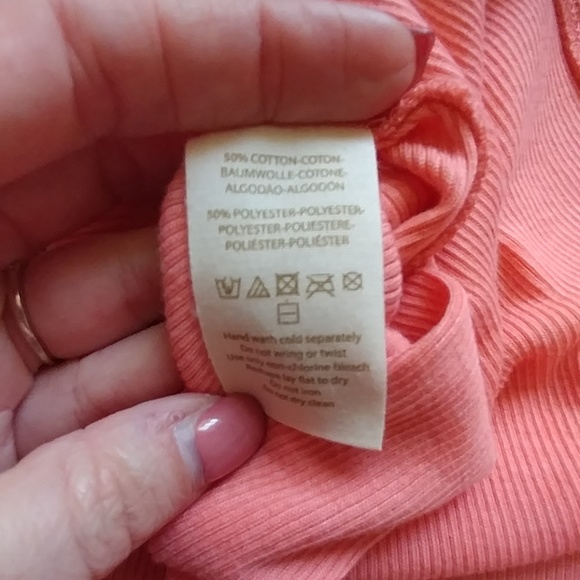 50% COTTON-COTON-
BAUMWOLLE-COTONE-
ALGODÃO-ALGODÓN
50% POLYESTER-POLYESTER-
POLYESTER-POLIESTERE-
POLIÉSTER-POLIÉSTER
Hand wash cold separately
Do not wring or twist
Use only non-chlorine bleach
Reshape lay flat to dry
Do not iron
Do not dry clean